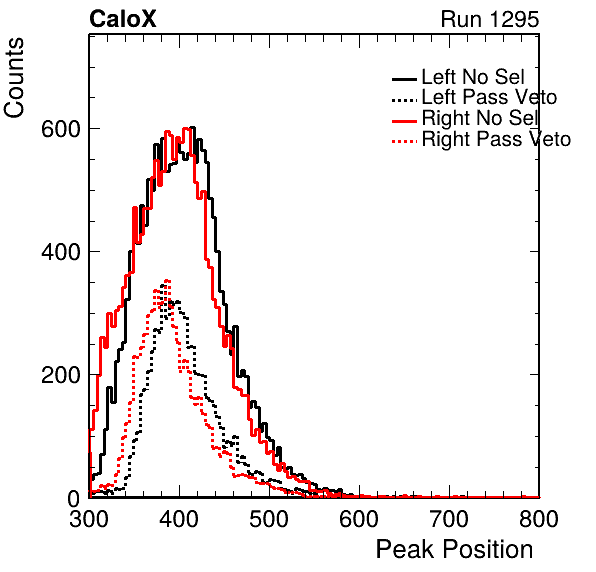 CaloX Run 1295
Counts
Left No Sel
Left Pass Veto
Right No Sel
Right Pass Veto
600
400
200
0
300 400 500 600 700 800
Peak Position